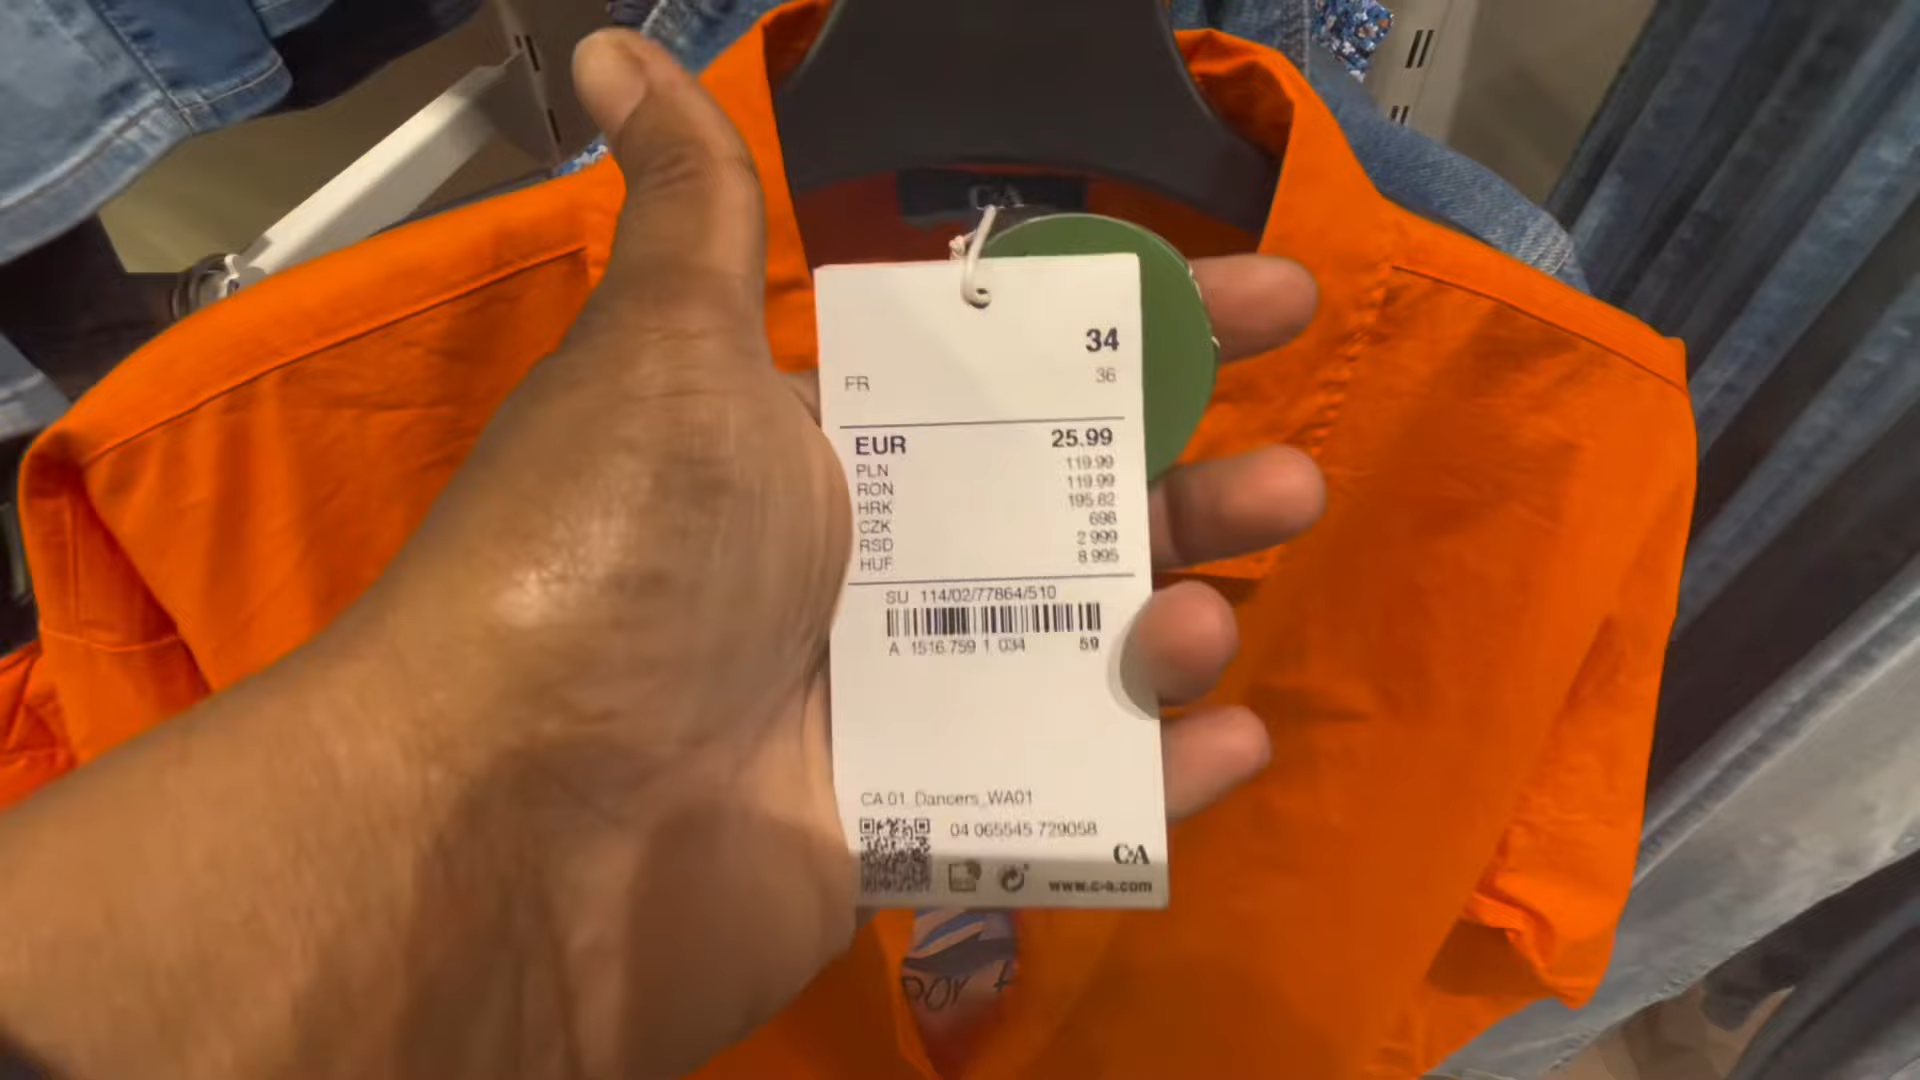 C&A
34
FR 36
EUR 25.99
PLN 119.99
RON 119.99
HRK 195.82
CZK 698
RSD 2 999
HUF 8 995
SU 114/02/77864/510
A 1516.759 1 034 59
CA 01 Dancers_WA01
04 065545 729058
C&A
www.c-a.com